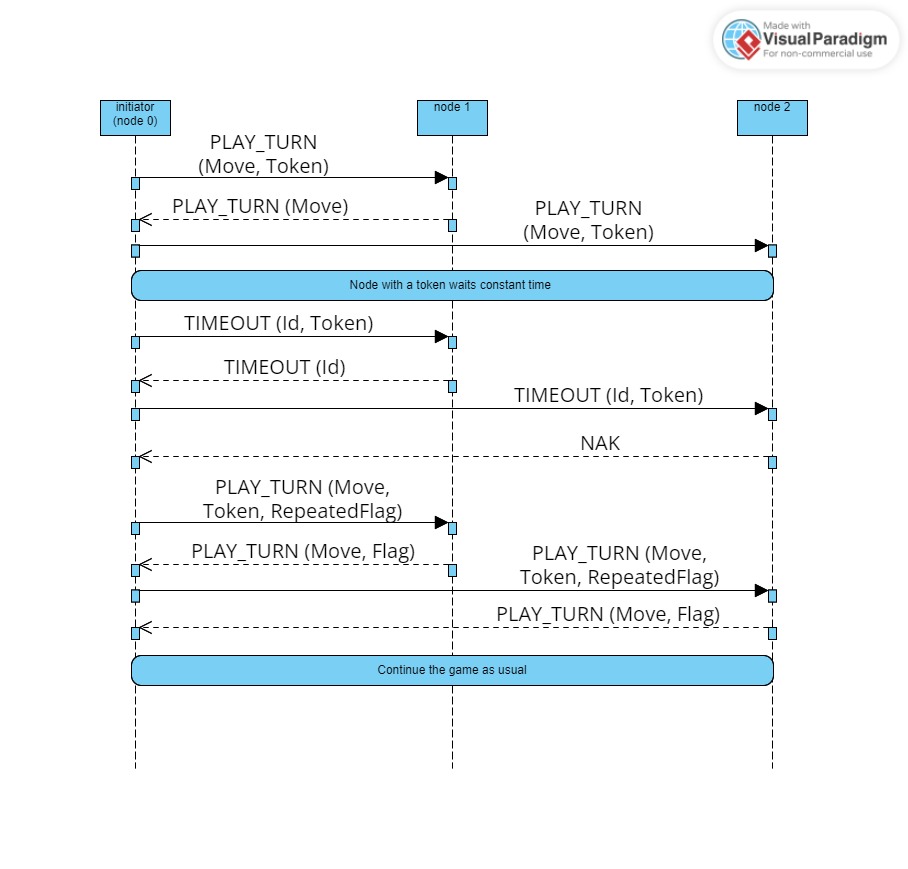 Made with
VisualParadigm
For non-commercial use
initiator
(node 0)
node 1
node 2
PLAY_TURN
(Move, Token)
PLAY_TURN (Move)
PLAY_TURN
(Move, Token)
Node with a token waits constant time
TIMEOUT (Id, Token)
TIMEOUT (Id)
TIMEOUT (Id, Token)
NAK
PLAY_TURN (Move,
Token, RepeatedFlag)
PLAY_TURN (Move, Flag)
PLAY_TURN (Move,
Token, RepeatedFlag)
PLAY_TURN (Move, Flag)
Continue the game as usual